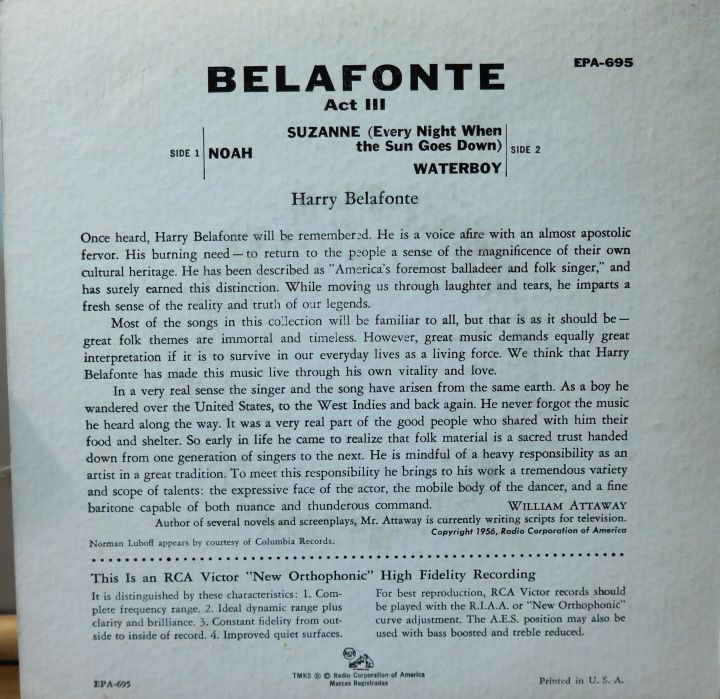 BELAFONTE
EPA-695
Act III
SIDE 1
NOAH
SUZANNE (Every Night When
the Sun Goes Down)
WATERBOY
SIDE 2
Harry Belafonte
Once heard, Harry Belafonte will be remembered. He is a voice afire with an almost apostolic
fervor. His burning need — to return to the people a sense of the magnificence of their own
cultural heritage. He has been described as "America's foremost balladeer and folk singer," and
has surely earned this distinction. While moving us through laughter and tears, he imparts a
fresh sense of the reality and truth of our legends.
Most of the songs in this collection will be familiar to all, but that is as it should be —
great folk themes are immortal and timeless. However, great music demands equally great
interpretation if it is to survive in our everyday lives as a living force. We think that Harry
Belafonte has made this music live through his own vitality and love.
In a very real sense the singer and the song have arisen from the same earth. As a boy he
wandered over the United States, to the West Indies and back again. He never forgot the music
he heard along the way. It was a very real part of the good people who shared with him their
food and shelter. So early in life he came to realize that folk material is a sacred trust handed
down from one generation of singers to the next. He is mindful of a heavy responsibility as an
artist in a great tradition. To meet this responsibility he brings to his work a tremendous variety
and scope of talents: the expressive face of the actor, the mobile body of the dancer, and a fine
baritone capable of both nuance and thunderous command. WILLIAM ATTAWAY
Author of several novels and screenplays, Mr. Attaway is currently writing scripts for television.
Copyright 1956, Radio Corporation of America
Norman Luboff appears by courtesy of Columbia Records.
This Is an RCA Victor "New Orthophonic" High Fidelity Recording
It is distinguished by these characteristics: 1. Com-
plete frequency range. 2. Ideal dynamic range plus
clarity and brilliance. 3. Constant fidelity from out-
side to inside of record. 4. Improved quiet surfaces.
For best reproduction, RCA Victor records should
be played with the R.I.A.A. or "New Orthophonic"
curve adjustment. The A.E.S. position may also be
used with bass boosted and treble reduced.
RCA
TMKS ® © Radio Corporation of America
Marcas Registradas
EPA-695
Printed in U. S. A.